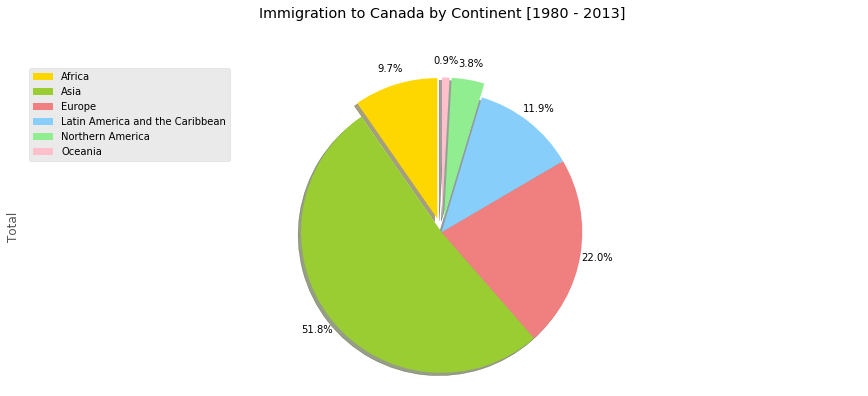 Immigration to Canada by Continent [1980 - 2013]
Africa
Asia
Europe
Latin America and the Caribbean
Northern America
Oceania
9.7%
0.9%
3.8%
11.9%
22.0%
51.8%
Total